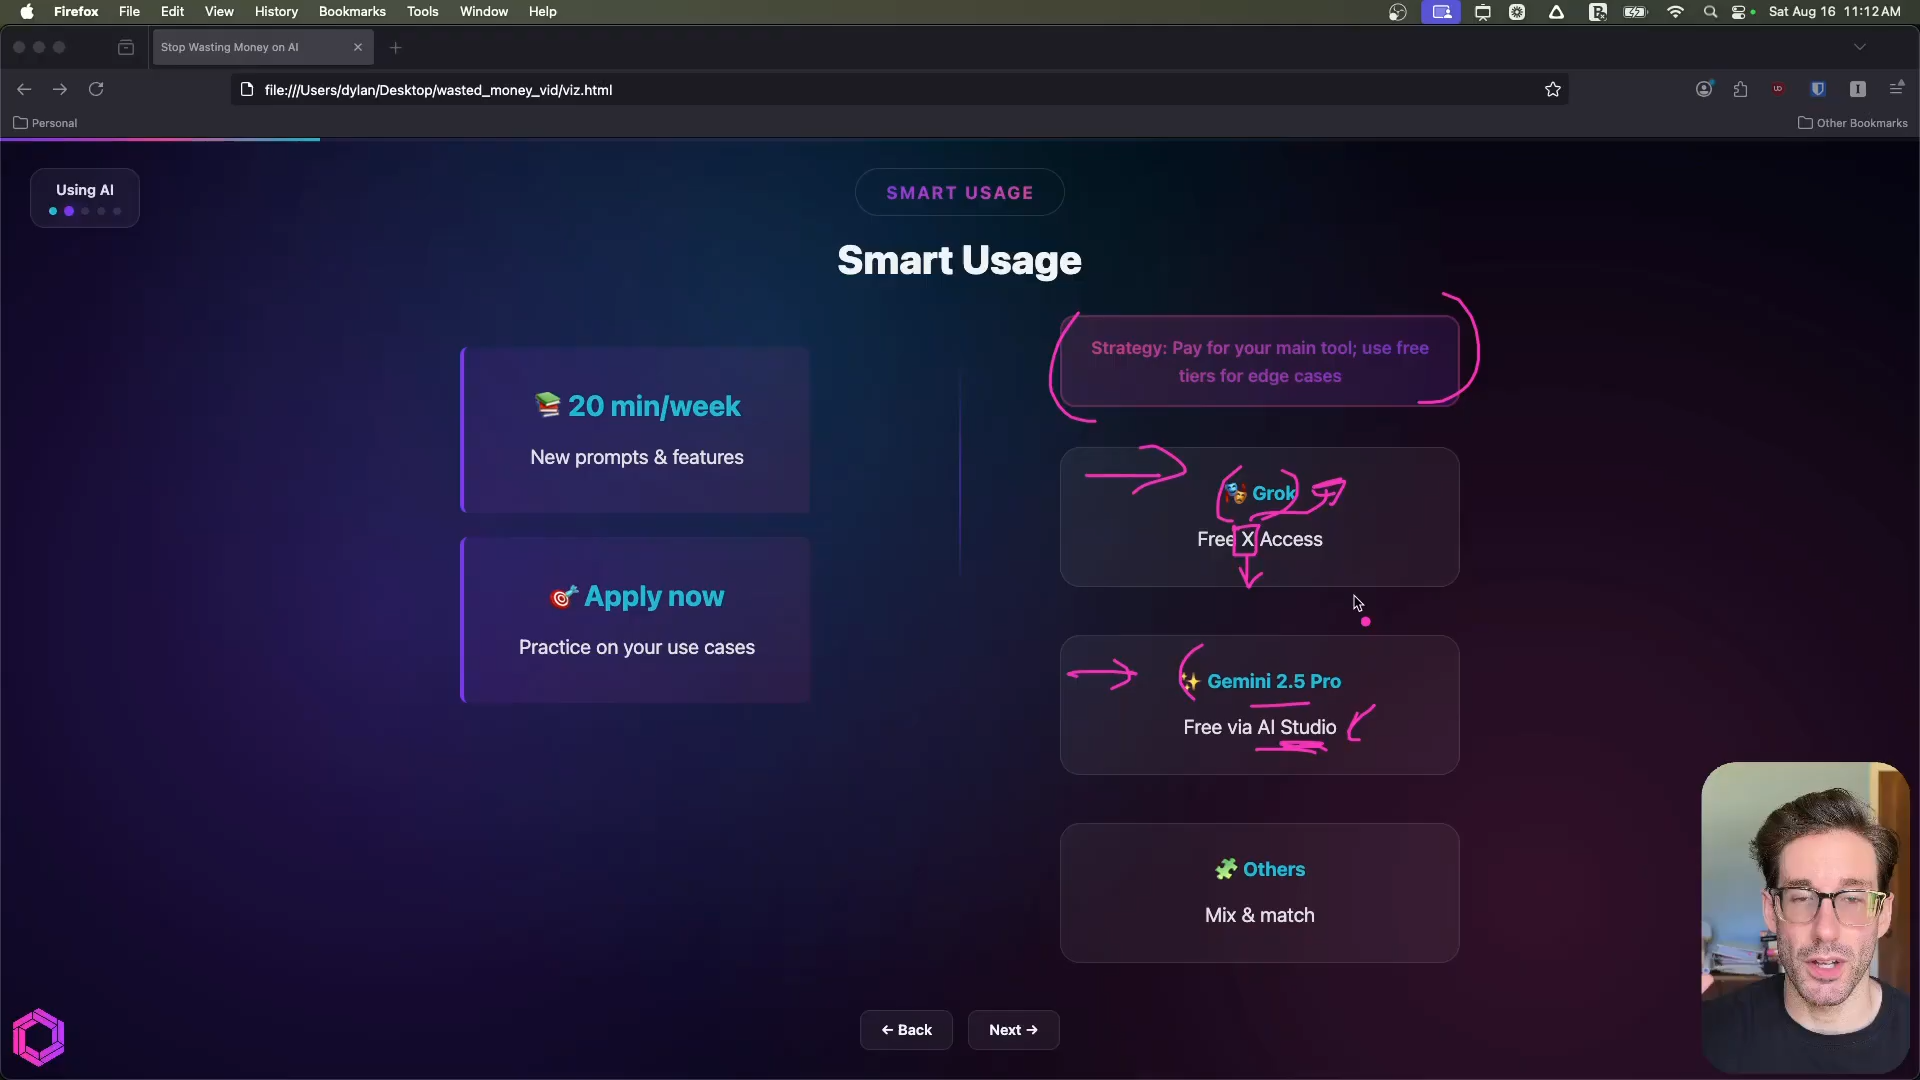 Firefox File Edit View History Bookmarks Tools Window Help Sat Aug 16 11:12 AM
Stop Wasting Money on AI
file:///Users/dylan/Desktop/wasted_money_vid/viz.html
Personal
Other Bookmarks
Using AI
SMART USAGE
Smart Usage
📚 20 min/week
New prompts & features
🎯 Apply now
Practice on your use cases
Strategy: Pay for your main tool; use free
tiers for edge cases
🎭 Grok
Free X Access
✨ Gemini 2.5 Pro
Free via AI Studio
🧩 Others
Mix & match
← Back
Next →